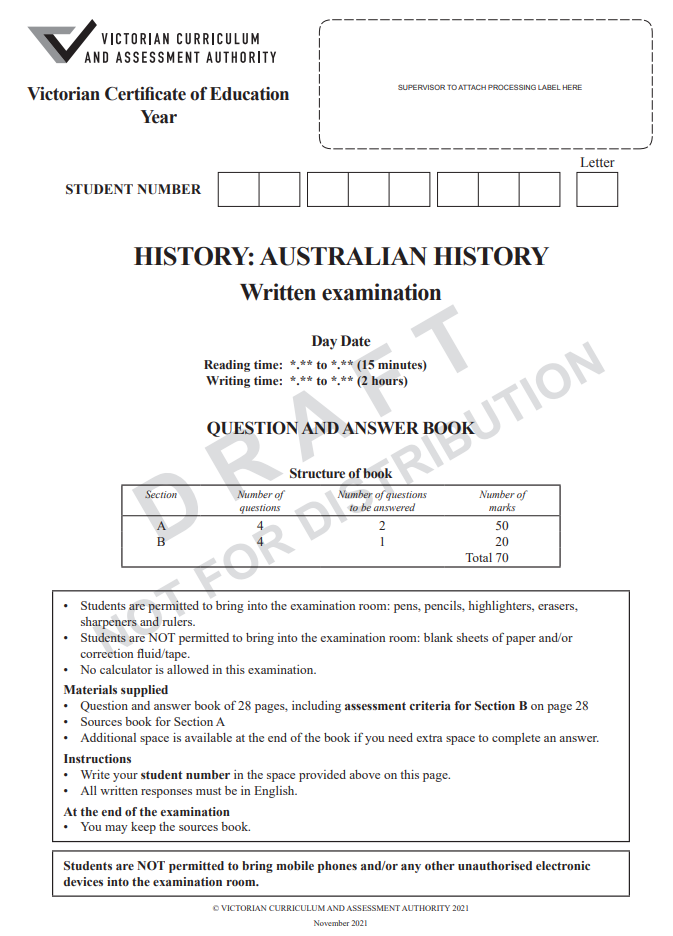 VICTORIAN CURRICULUM
AND ASSESSMENT AUTHORITY
SUPERVISOR TO ATTACH PROCESSING LABEL HERE
Victorian Certificate of Education
Year
Letter
STUDENT NUMBER
HISTORY: AUSTRALIAN HISTORY
Written examination
Day Date
Reading time: *.** to *.** (15 minutes)
Writing time: *.** to *.** (2 hours)
QUESTION AND ANSWER BOOK
DRAFT
NOT FOR DISTRIBUTION
Structure of book
Section Number of questions Number of questions to be answered Number of marks
A 4 2 50
B 4 1 20
Total 70
• Students are permitted to bring into the examination room: pens, pencils, highlighters, erasers,
sharpeners and rulers.
• Students are NOT permitted to bring into the examination room: blank sheets of paper and/or
correction fluid/tape.
• No calculator is allowed in this examination.
Materials supplied
• Question and answer book of 28 pages, including assessment criteria for Section B on page 28
• Sources book for Section A
• Additional space is available at the end of the book if you need extra space to complete an answer.
Instructions
• Write your student number in the space provided above on this page.
• All written responses must be in English.
At the end of the examination
• You may keep the sources book.
Students are NOT permitted to bring mobile phones and/or any other unauthorised electronic
devices into the examination room.
© VICTORIAN CURRICULUM AND ASSESSMENT AUTHORITY 2021
November 2021